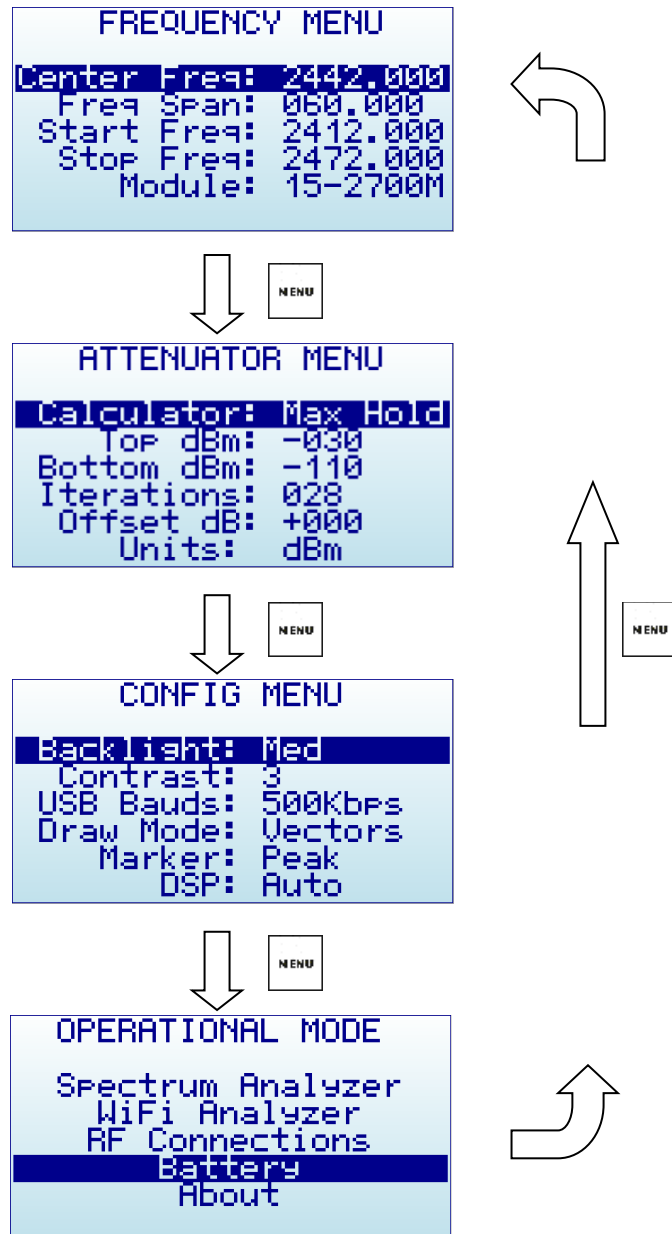 FREQUENCY MENU
Center Freq: 2442.000
Freq Span: 060.000
Start Freq: 2412.000
Stop Freq: 2472.000
Module: 15-2700M
MENU
ATTENUATOR MENU
Calculator: Max Hold
Top dBm: -030
Bottom dBm: -110
Iterations: 028
Offset dB: +000
Units: dBm
MENU
MENU
CONFIG MENU
Backlight: Med
Contrast: 3
USB Bauds: 500Kbps
Draw Mode: Vectors
Marker: Peak
DSP: Auto
MENU
OPERATIONAL MODE
Spectrum Analyzer
WiFi Analyzer
RF Connections
Battery
About